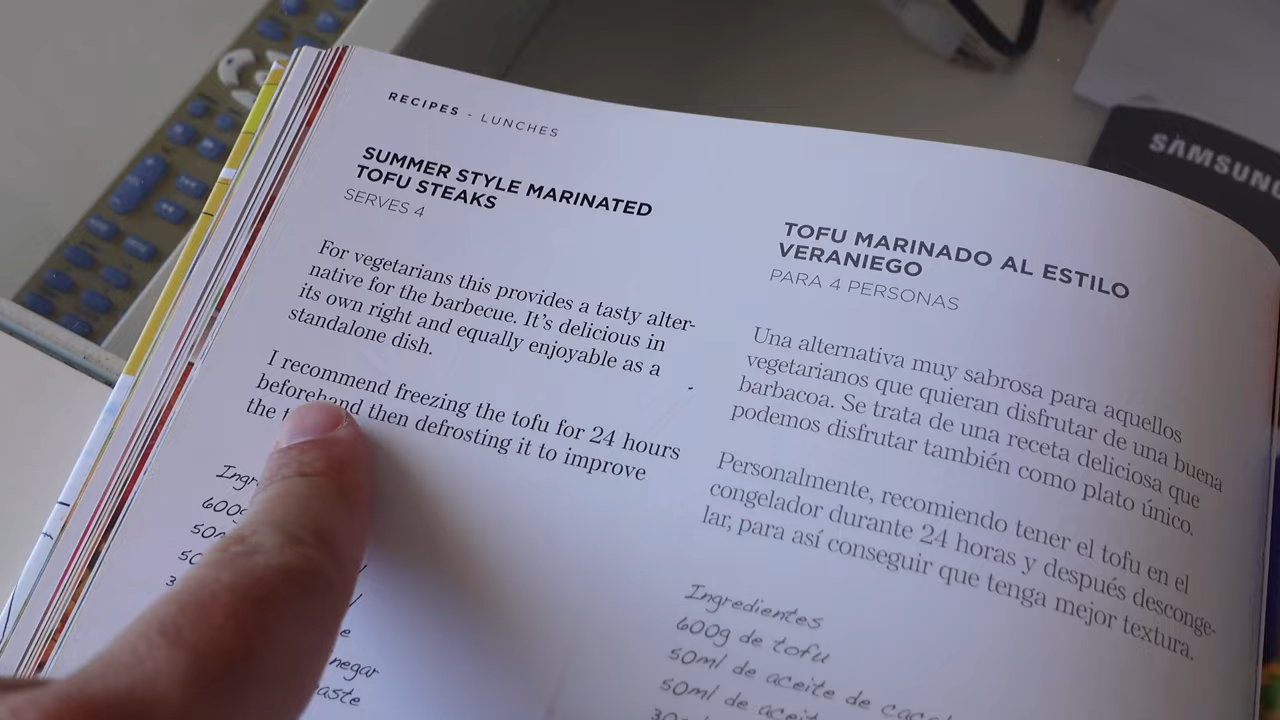 RECIPES - LUNCHES
SUMMER STYLE MARINATED
TOFU STEAKS
SERVES 4
For vegetarians this provides a tasty alter-
native for the barbecue. It's delicious in
its own right and equally enjoyable as a
standalone dish.
I recommend freezing the tofu for 24 hours
beforehand then defrosting it to improve
the
600g
TOFU MARINADO AL ESTILO
VERANIEGO
PARA 4 PERSONAS
Una alternativa muy sabrosa para aquellos
vegetarianos que quieran disfrutar de una buena
barbacoa. Se trata de una receta deliciosa que
podemos disfrutar también como plato único.
Personalmente, recomiendo tener el tofu en el
congelador durante 24 horas y después desconge-
lar, para así conseguir que tenga mejor textura.
Ingredientes
600g de tofu
50ml de aceite de
50ml de aceit
SAMSUNG